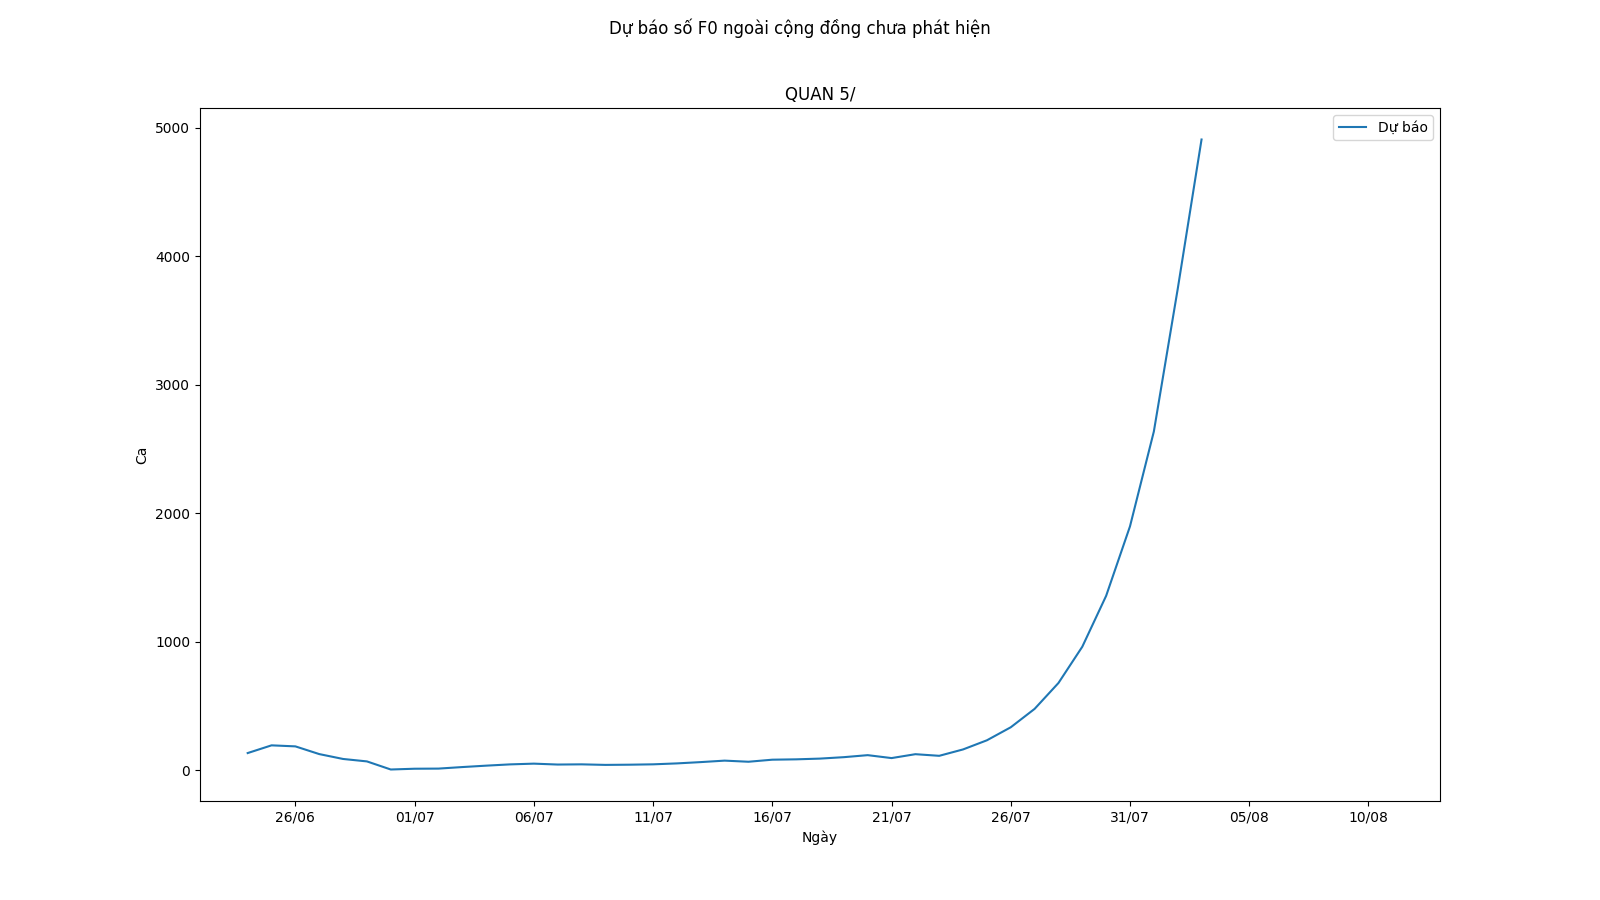 Dự báo số F0 ngoài cộng đồng chưa phát hiện
QUAN 5/
Dự báo
5000
4000
3000
2000
1000
0
Ca
26/06 01/07 06/07 11/07 16/07 21/07 26/07 31/07 05/08 10/08
Ngày